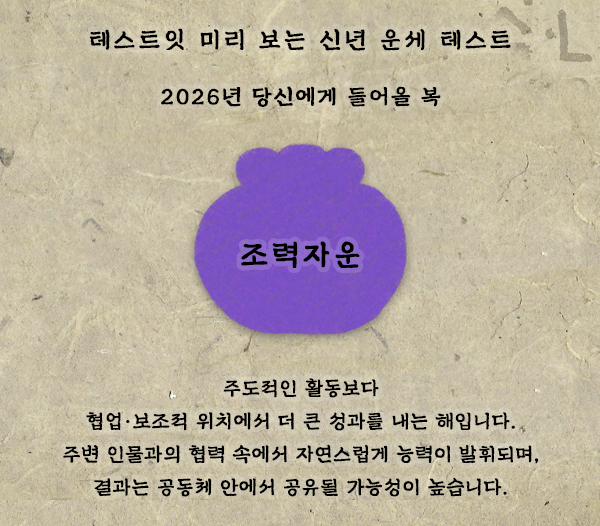 테스트잇 미리 보는 신년 운세 테스트
2026년 당신에게 들어올 복
조력자운
주도적인 활동보다
협업·보조적 위치에서 더 큰 성과를 내는 해입니다.
주변 인물과의 협력 속에서 자연스럽게 능력이 발휘되며,
결과는 공동체 안에서 공유될 가능성이 높습니다.